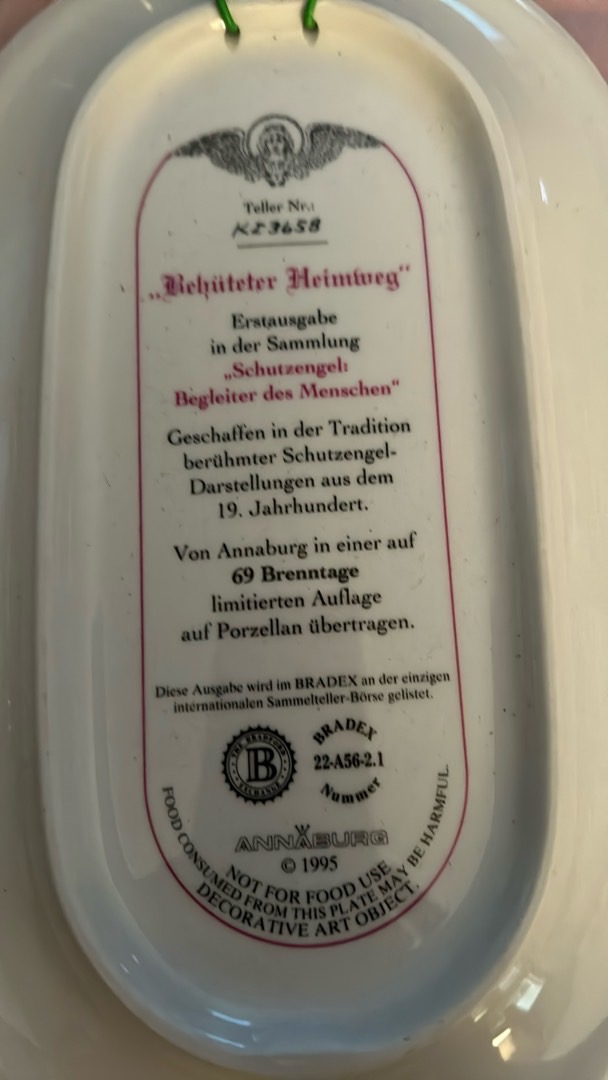 Teller Nr.:
KI3658
„Behüteter Heimweg“
Erstausgabe
in der Sammlung
„Schutzengel:
Begleiter des Menschen“
Geschaffen in der Tradition
berühmter Schutzengel-
Darstellungen aus dem
19. Jahrhundert.
Von Annaburg in einer auf
69 Brenntage
limitierten Auflage
auf Porzellan übertragen.
Diese Ausgabe wird im BRADEX an der einzigen
internationalen Sammelteller-Börse gelistet.
THE BRADFORD
B
EXCHANGE
BRADEX
22-A56-2.1
Nummer
ANNABURG
© 1995
NOT FOR FOOD USE.
FOOD CONSUMED FROM THIS PLATE MAY BE HARMFUL.
DECORATIVE ART OBJECT.